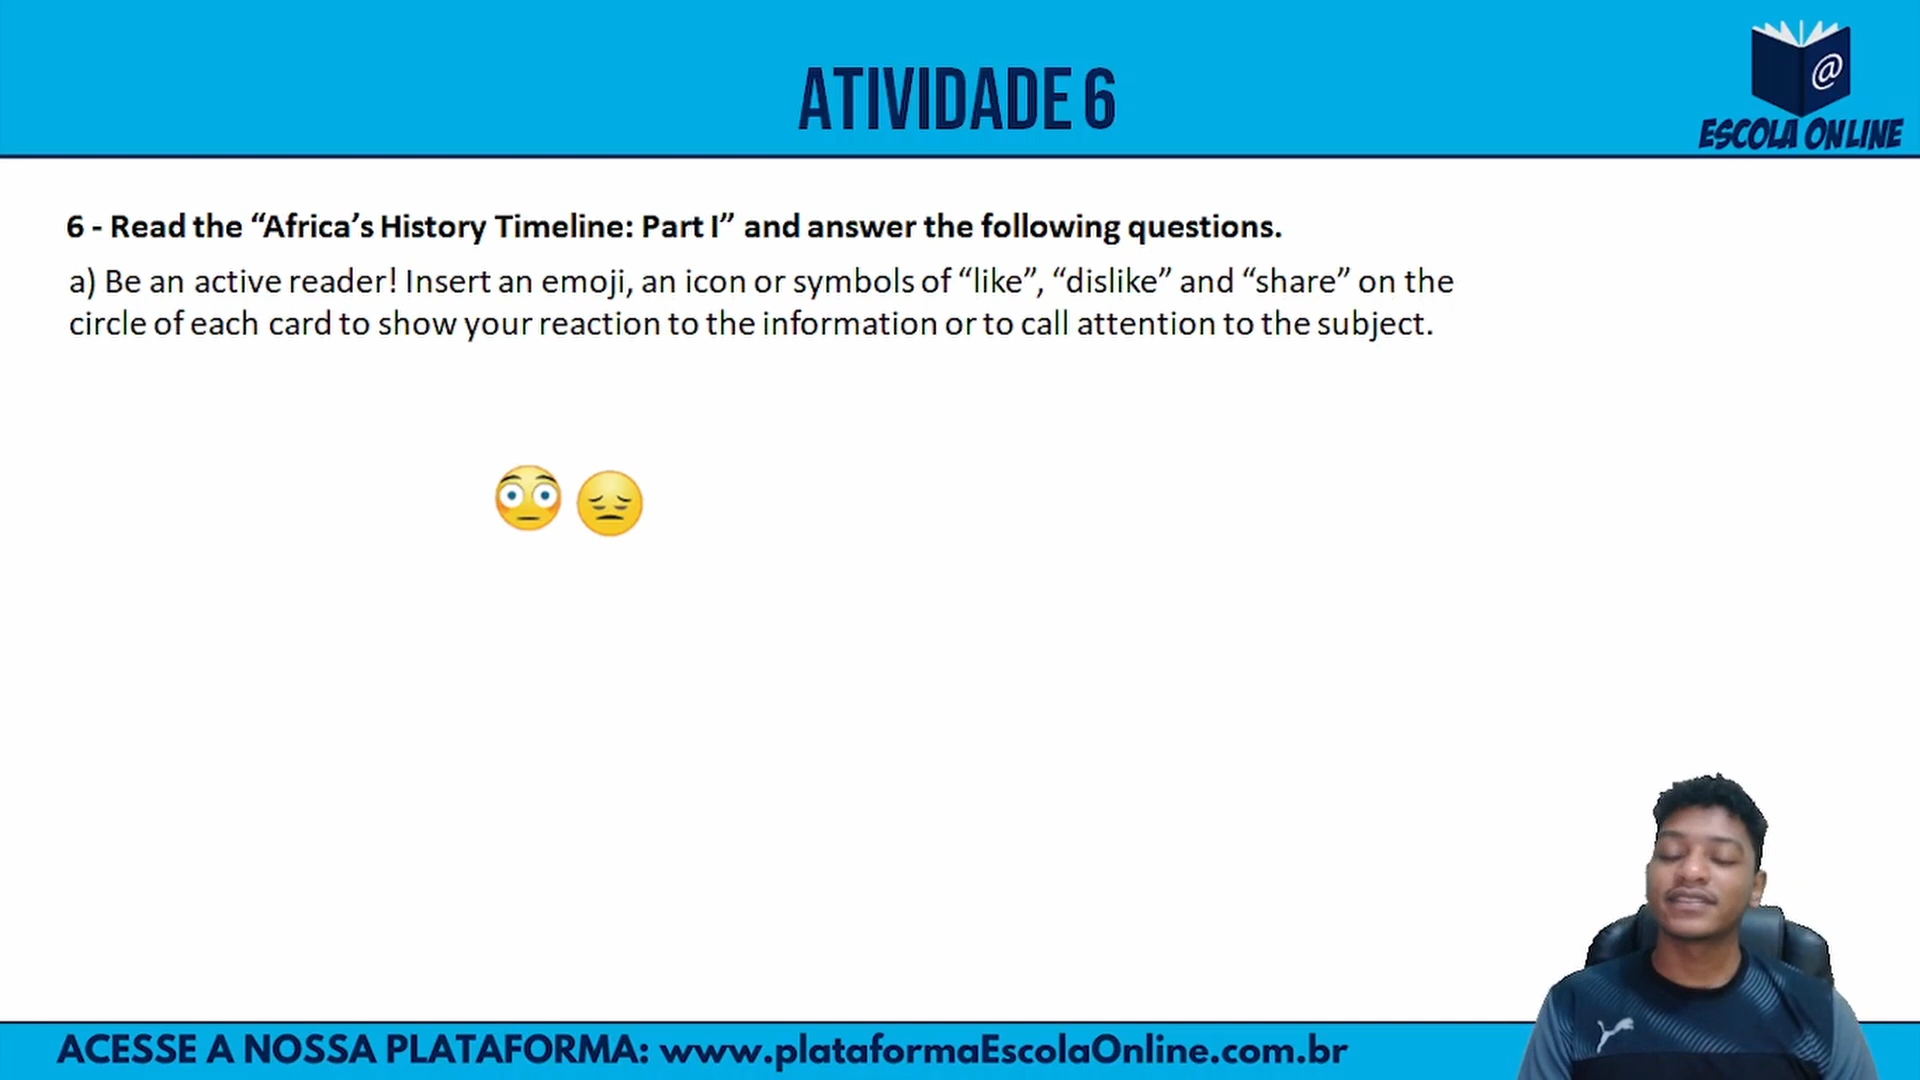 ATIVIDADE 6
@
ESCOLA ONLINE
6 - Read the “Africa’s History Timeline: Part I” and answer the following questions.
a) Be an active reader! Insert an emoji, an icon or symbols of “like”, “dislike” and “share” on the
circle of each card to show your reaction to the information or to call attention to the subject.
ACESSE A NOSSA PLATAFORMA: www.plataformaEscolaOnline.com.br